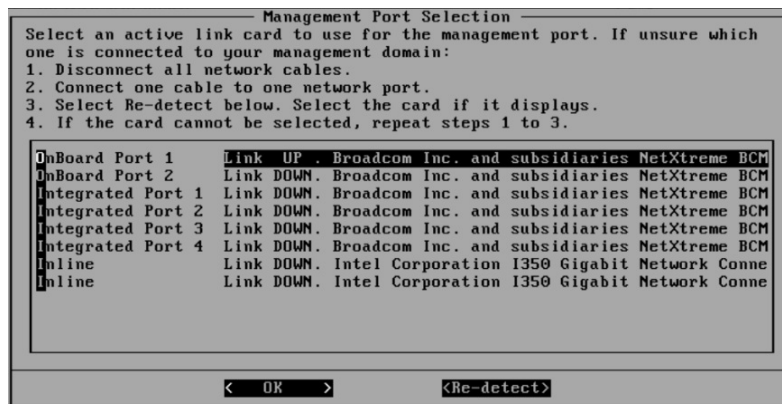 Management Port Selection
Select an active link card to use for the management port. If unsure which
one is connected to your management domain:
1. Disconnect all network cables.
2. Connect one cable to one network port.
3. Select Re-detect below. Select the card if it displays.
4. If the card cannot be selected, repeat steps 1 to 3.
OnBoard Port 1 Link UP . Broadcom Inc. and subsidiaries NetXtreme BCM
OnBoard Port 2 Link DOWN. Broadcom Inc. and subsidiaries NetXtreme BCM
Integrated Port 1 Link DOWN. Broadcom Inc. and subsidiaries NetXtreme BCM
Integrated Port 2 Link DOWN. Broadcom Inc. and subsidiaries NetXtreme BCM
Integrated Port 3 Link DOWN. Broadcom Inc. and subsidiaries NetXtreme BCM
Integrated Port 4 Link DOWN. Broadcom Inc. and subsidiaries NetXtreme BCM
Inline Link DOWN. Intel Corporation I350 Gigabit Network Conne
Inline Link DOWN. Intel Corporation I350 Gigabit Network Conne
< OK > <Re-detect>